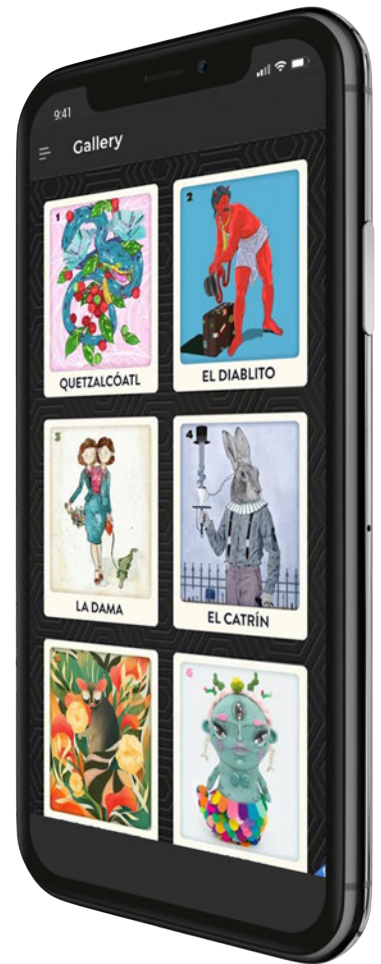 9:41
Gallery
1
QUETZALCÓATL
2
EL DIABLITO
3
LA DAMA
4
EL CATRÍN
6